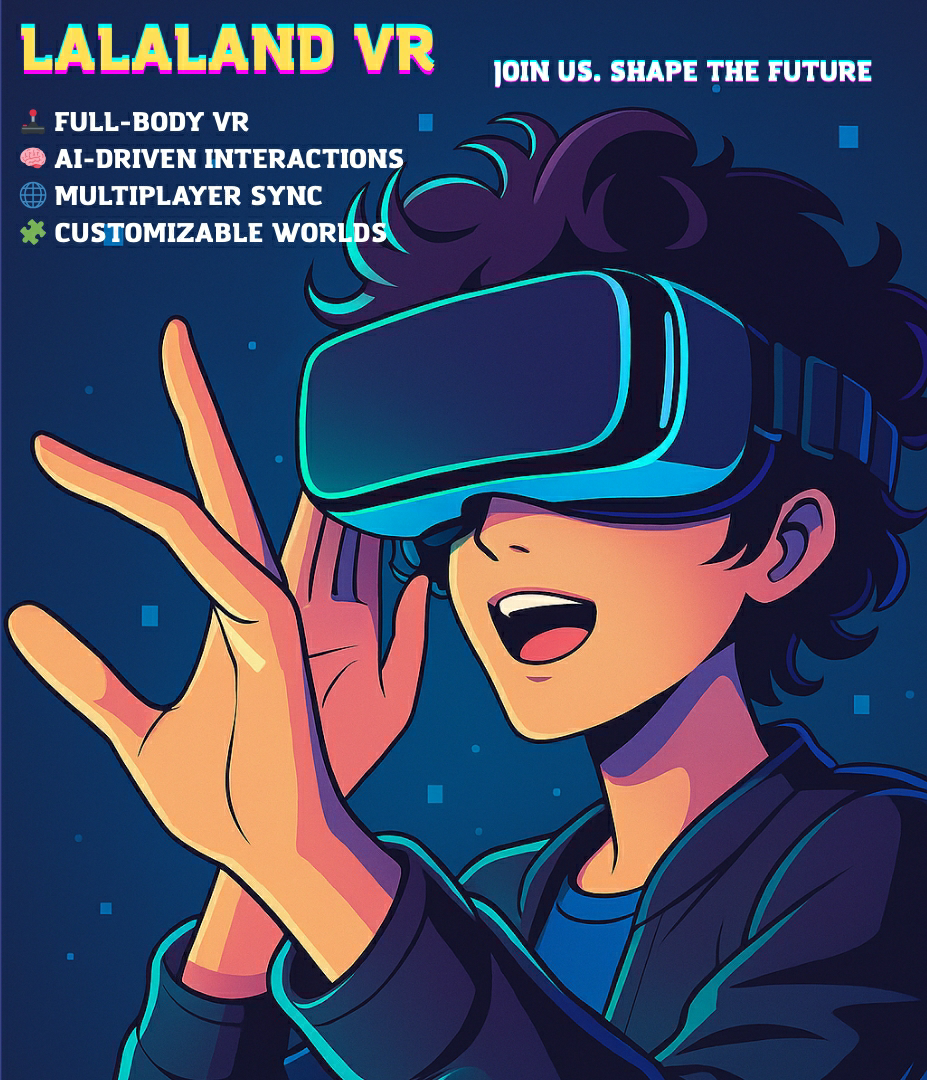 LALALAND VR
JOIN US. SHAPE THE FUTURE
🕹️ FULL-BODY VR
🧠 AI-DRIVEN INTERACTIONS
🌐 MULTIPLAYER SYNC
🧩 CUSTOMIZABLE WORLDS